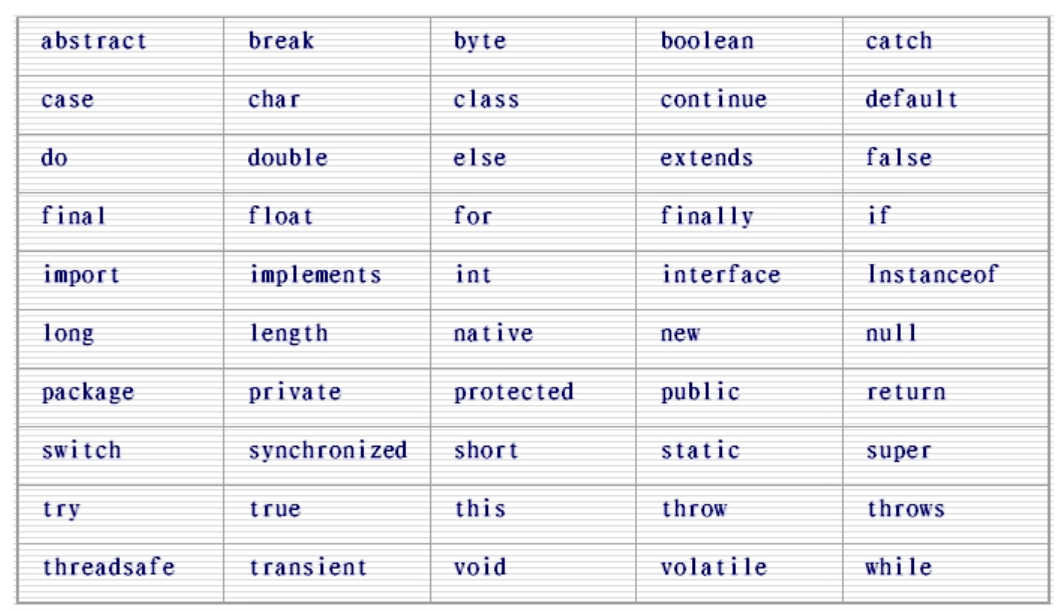 abstract break byte boolean catch
case char class continue default
do double else extends false
final float for finally if
import implements int interface Instanceof
long length native new null
package private protected public return
switch synchronized short static super
try true this throw throws
threadsafe transient void volatile while